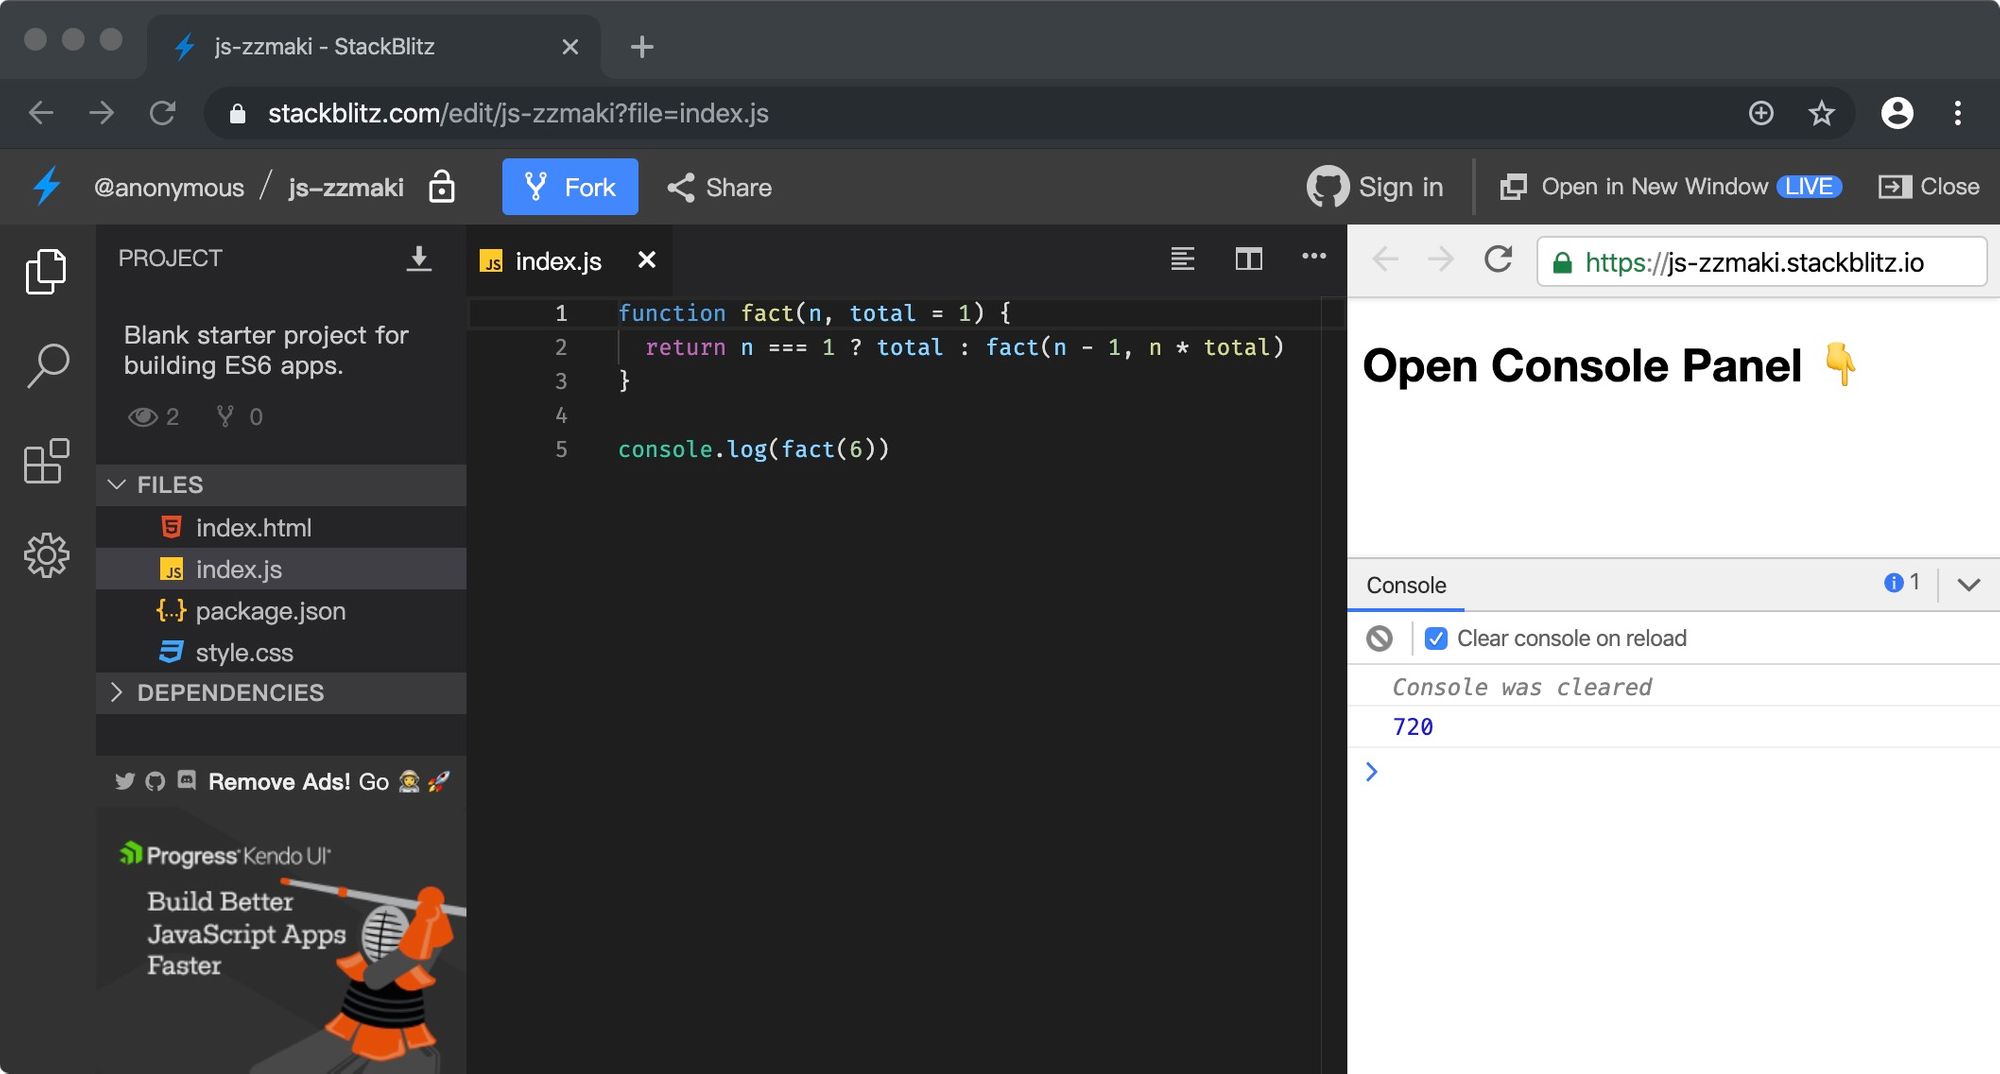 js-zzmaki - StackBlitz
stackblitz.com/edit/js-zzmaki?file=index.js
@anonymous / js-zzmaki Fork Share Sign in Open in New Window LIVE Close
PROJECT
Blank starter project for
building ES6 apps.
2 0
FILES
index.html
JS index.js
{...} package.json
style.css
DEPENDENCIES
Remove Ads! Go
Progress Kendo UI
Build Better
JavaScript Apps
Faster
JS index.js
1 function fact(n, total = 1) {
2 return n === 1 ? total : fact(n - 1, n * total)
3 }
4
5 console.log(fact(6))
https://js-zzmaki.stackblitz.io
Open Console Panel 👇
Console 1
Clear console on reload
Console was cleared
720